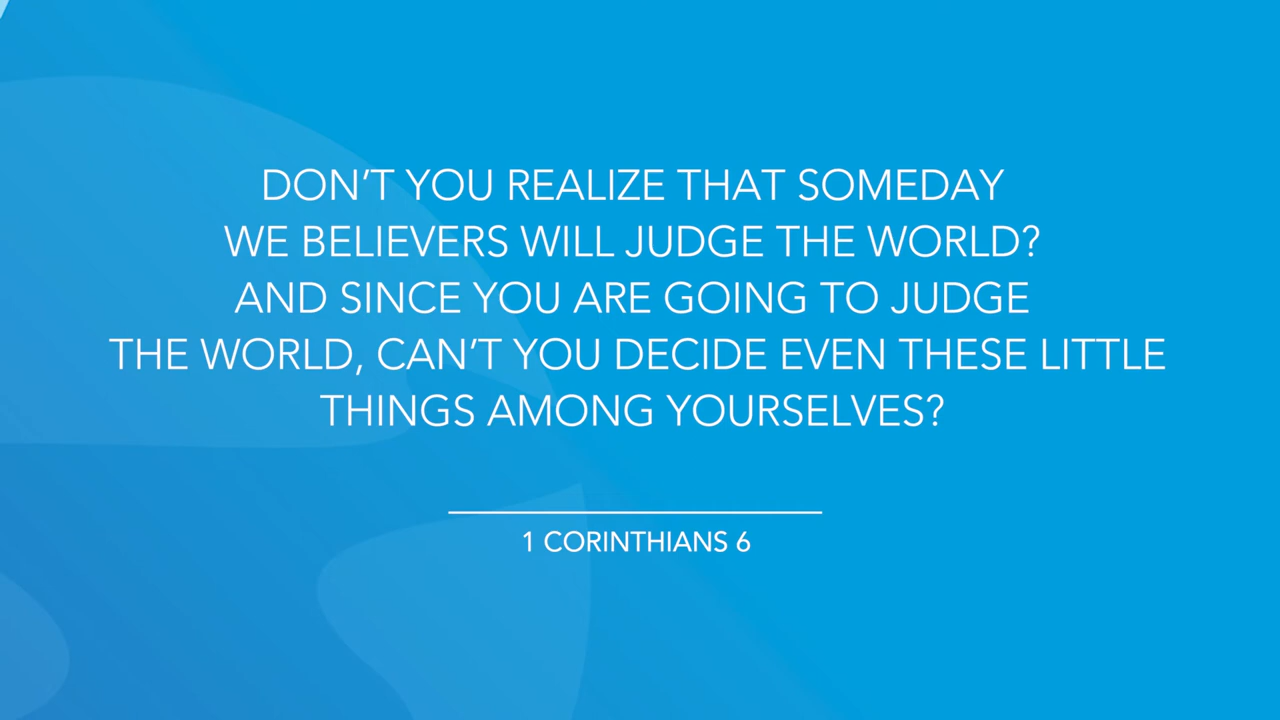 DON’T YOU REALIZE THAT SOMEDAY
WE BELIEVERS WILL JUDGE THE WORLD?
AND SINCE YOU ARE GOING TO JUDGE
THE WORLD, CAN’T YOU DECIDE EVEN THESE LITTLE
THINGS AMONG YOURSELVES?
1 CORINTHIANS 6